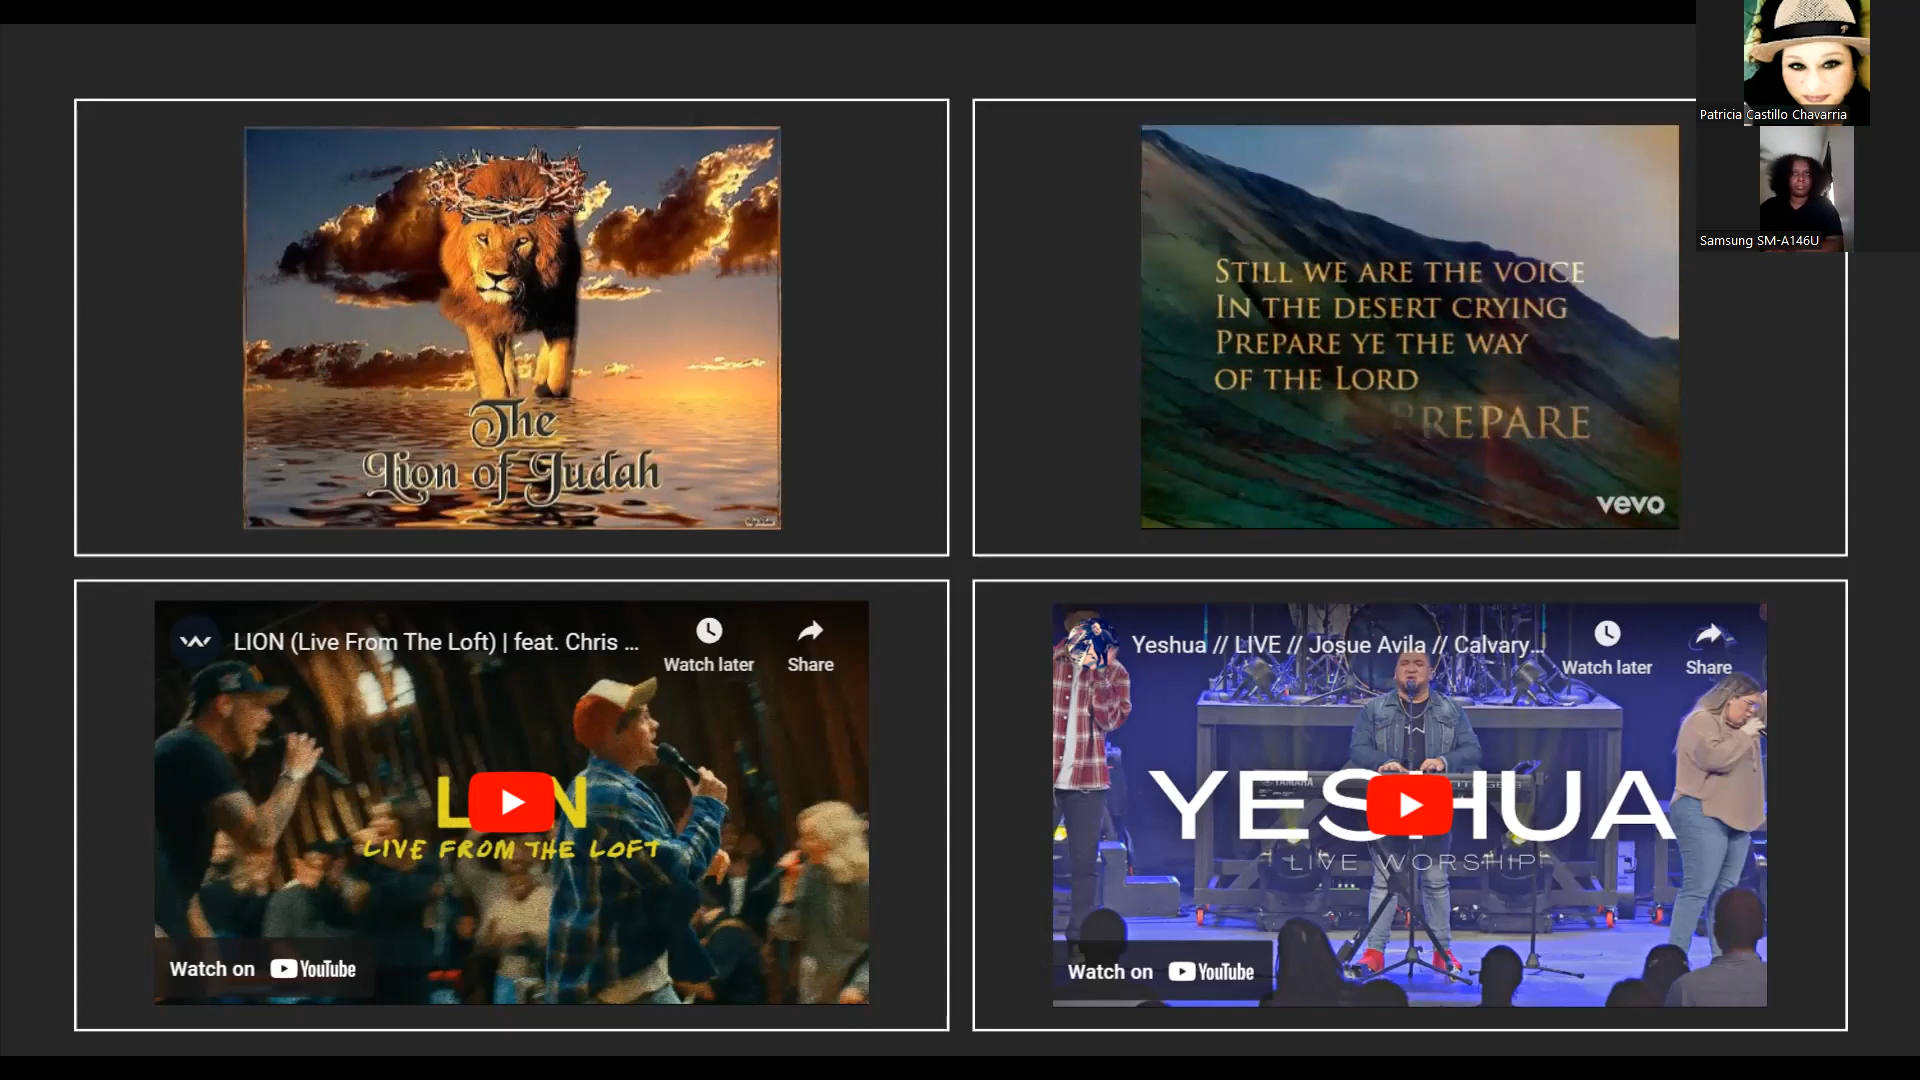 Patricia Castillo Chavarria
Samsung SM-A146U
The
Lion of Judah
STILL WE ARE THE VOICE
IN THE DESERT CRYING
PREPARE YE THE WAY
OF THE LORD
PREPARE
vevo
LION (Live From The Loft) | feat. Chris ...
Watch later
Share
LIVE FROM THE LOFT
Watch on YouTube
Yeshua // LIVE // Josue Avila // Calvary...
Watch later
Share
YAMAHA
YESHUA
LIVE WORSHIP
Watch on YouTube